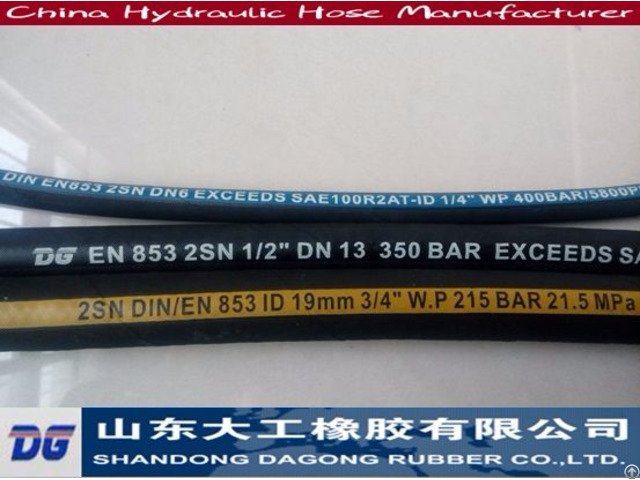 China Hydraulic Hose Manufacturer
DIN EN853 2SN DN6 EXCEEDS SAE100R2AT-ID 1/4" WP 400BAR/5800P
DG EN 853 2SN 1/2" DN 13 350 BAR EXCEEDS SA
2SN DIN/EN 853 ID 19mm 3/4" W.P 215 BAR 21.5 MPa
DG 山东大工橡胶有限公司
SHANDONG DAGONG RUBBER CO.,LTD.